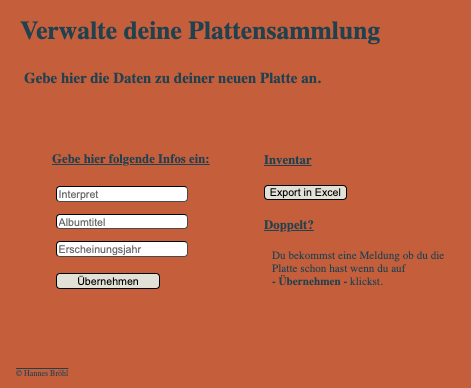 Verwalte deine Plattensammlung
Gebe hier die Daten zu deiner neuen Platte an.
Gebe hier folgende Infos ein:
Interpret
Albumtitel
Erscheinungsjahr
Übernehmen
Inventar
Export in Excel
Doppelt?
Du bekommst eine Meldung ob du die
Platte schon hast wenn du auf
- Übernehmen - klickst.
© Hannes Bröhl